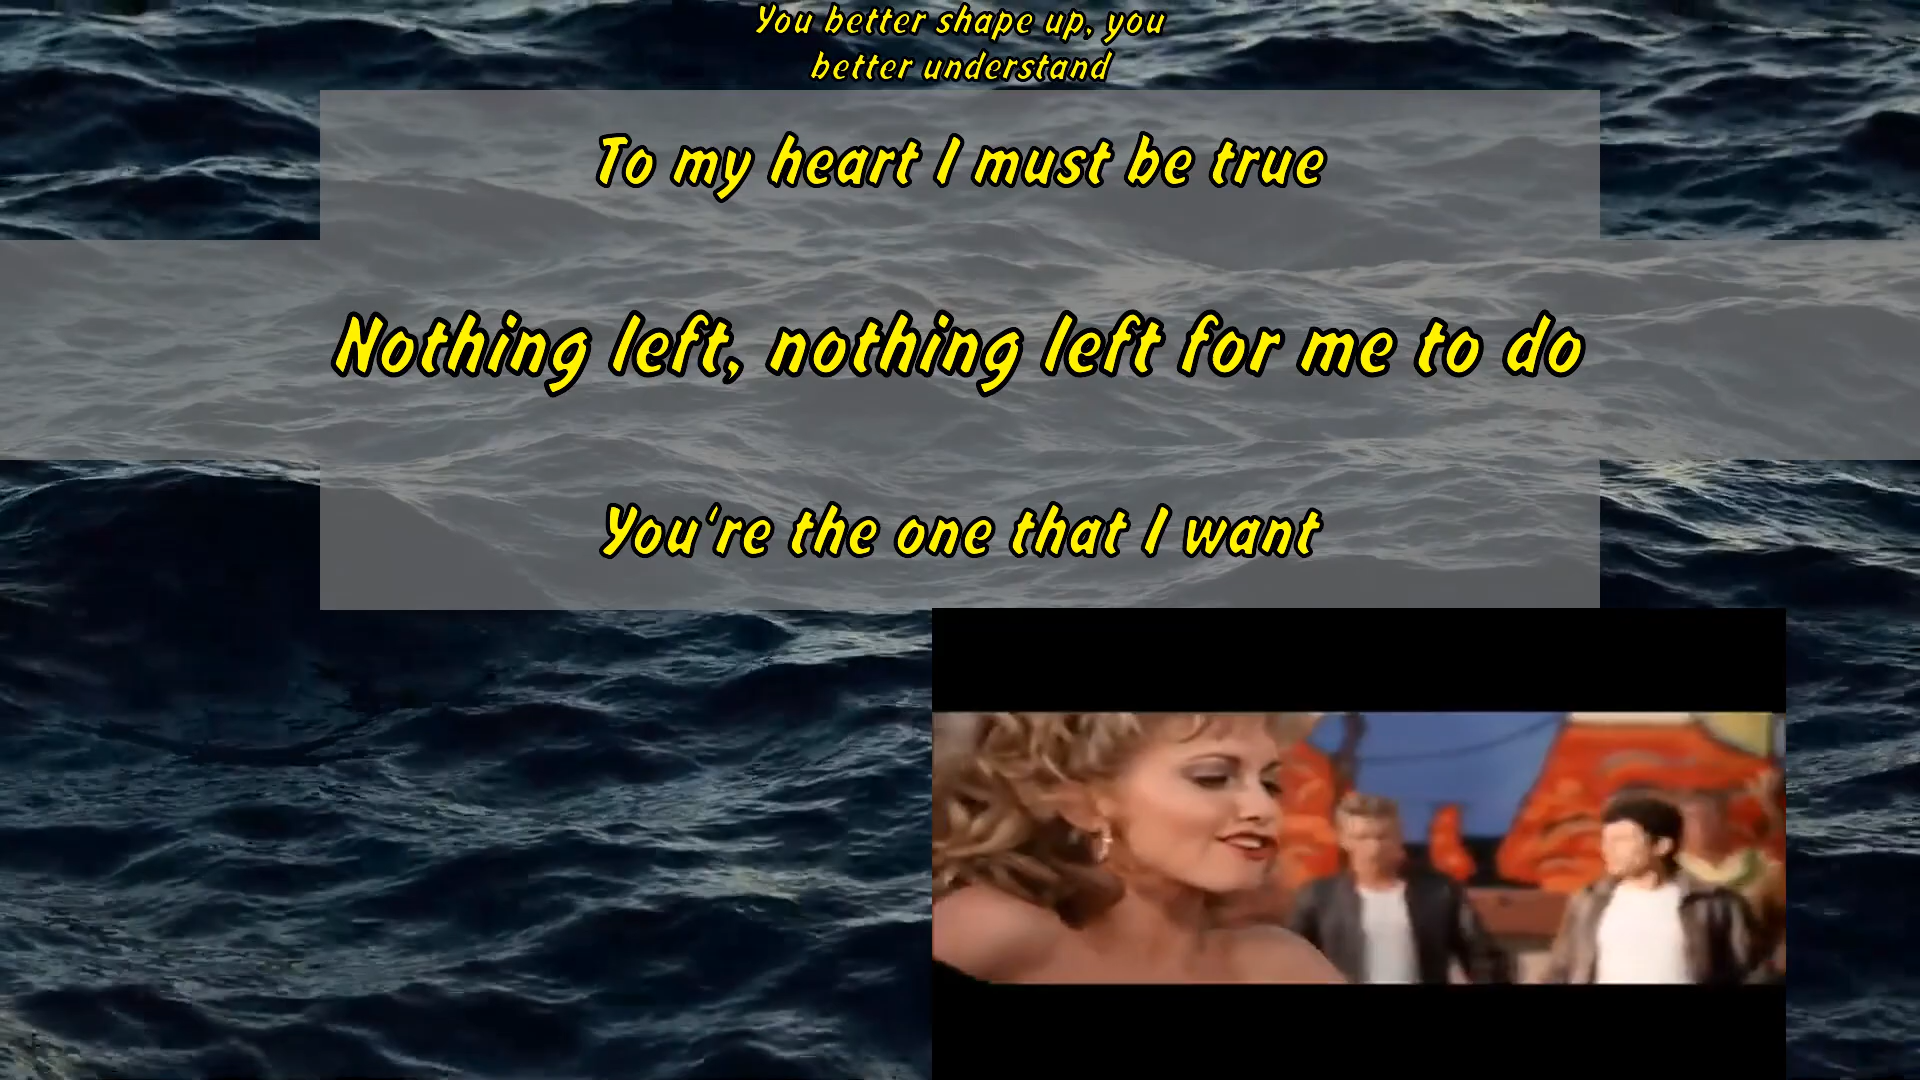 You better shape up, you
better understand
To my heart I must be true
Nothing left, nothing left for me to do
You're the one that I want